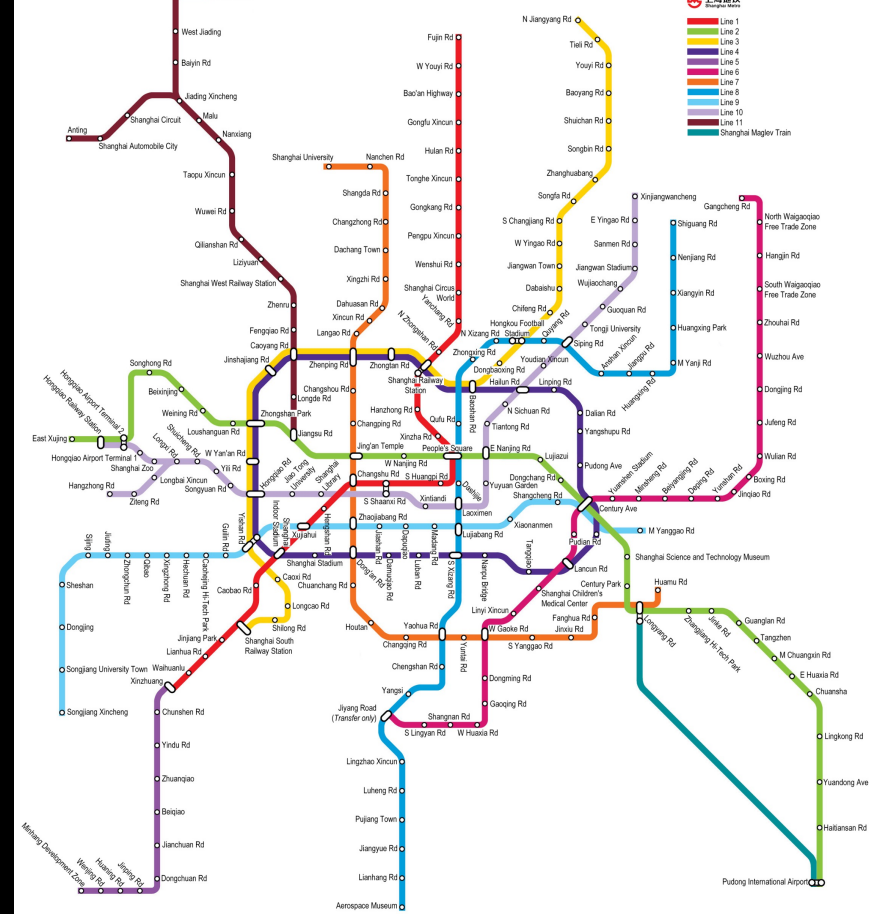 上海地铁
Shanghai Metro
Line 1
Line 2
Line 3
Line 4
Line 5
Line 6
Line 7
Line 8
Line 9
Line 10
Line 11
Shanghai Maglev Train
West Jiading
Baiyin Rd
Jiading Xincheng
Shanghai Circuit
Malu
Anting
Shanghai Automobile City
Nanxiang
Taopu Xincun
Wuwei Rd
Qilianshan Rd
Liziyuan
Shanghai West Railway Station
Zhenru
Fengqiao Rd
Caoyang Rd
Jinshajiang Rd
Longde Rd
Jiangsu Rd
Shanghai University
Nanchen Rd
Shangda Rd
Changzhong Rd
Dachang Town
Xingzhi Rd
Dahuasan Rd
Xincun Rd
Langao Rd
Zhenping Rd
Zhongtan Rd
Changshou Rd
Changping Rd
Jing'an Temple
Changshu Rd
Zhaojiabang Rd
Dong'an Rd
Chuanchang Rd
Houtan
Changqing Rd
Yaohua Rd
Yuntai Rd
W Gaoke Rd
S Yanggao Rd
Jinxiu Rd
Fanghua Rd
Longyang Rd
Huamu Rd
Fujin Rd
W Youyi Rd
Bao'an Highway
Gongfu Xincun
Hulan Rd
Tonghe Xincun
Gongkang Rd
Pengpu Xincun
Wenshui Rd
Shanghai Circus
World
Yanchang Rd
N Zhongshan Rd
Shanghai Railway
Station
Hanzhong Rd
Xinzha Rd
People's Square
S Huangpi Rd
S Shaanxi Rd
Hengshan Rd
Xujiahui
Shanghai
Indoor Stadium
Caobao Rd
Shanghai South
Railway Station
Jinjiang Park
Lianhua Rd
Waihuanlu
Xinzhuang
Chunshen Rd
Yindu Rd
Zhuanqiao
Beiqiao
Jianchuan Rd
Dongchuan Rd
Jinping Rd
Huaning Rd
Wenjing Rd
Minhang Development Zone
N Jiangyang Rd
Tieli Rd
Youyi Rd
Baoyang Rd
Shuichan Rd
Songbin Rd
Zhanghuabang
Songfa Rd
S Changjiang Rd
W Yingao Rd
Jiangwan Town
Dabaishu
Chifeng Rd
Hongkou Football
Stadium
Dongbaoxing Rd
Baoshan Rd
Caoxi Rd
Longcao Rd
Shilong Rd
Yishan Rd
Xinjiangwancheng
E Yingao Rd
Sanmen Rd
Jiangwan Stadium
Wujiaochang
Guoquan Rd
Tongji University
Siping Rd
Quyang Rd
Youdian Xincun
Hailun Rd
N Sichuan Rd
Tiantong Rd
E Nanjing Rd
Yuyuan Garden
Laoximen
Xintiandi
Shanghai
Library
Jiao Tong
University
Hongqiao Rd
Songyuan Rd
Yili Rd
Shuicheng Rd
Longxi Rd
Shanghai Zoo
Longbai Xincun
Ziteng Rd
Hangzhong Rd
Hongqiao Airport Terminal 1
Hongqiao Airport Terminal 2
Hongqiao Railway Station
East Xujing
Songhong Rd
Beixinjing
Weining Rd
Loushanguan Rd
Zhongshan Park
W Yan'an Rd
W Nanjing Rd
Lujiazui
Dongchang Rd
Century Ave
Shanghai Science and Technology Museum
Century Park
Zhangjiang Hi-Tech Park
Jinke Rd
Guanglan Rd
Tangzhen
M Chuangxin Rd
E Huaxia Rd
Chuansha
Lingkong Rd
Yuandong Ave
Haitiansan Rd
Pudong International Airport
Shiguang Rd
Nenjiang Rd
Xiangyin Rd
Huangxing Park
M Yanji Rd
Huangxing Rd
Jiangpu Rd
Anshan Xincun
N Xizang Rd
Zhongxing Rd
Qufu Rd
Dashijie
Lujiabang Rd
S Xizang Rd
Chengshan Rd
Yangsi
Jiyang Road
(Transfer only)
Lingzhao Xincun
Luheng Rd
Pujiang Town
Jiangyue Rd
Lianhang Rd
Aerospace Museum
Gangcheng Rd
North Waigaoqiao
Free Trade Zone
Hangjin Rd
South Waigaoqiao
Free Trade Zone
Zhouhai Rd
Wuzhou Ave
Dongjing Rd
Jufeng Rd
Wulian Rd
Boxing Rd
Jinqiao Rd
Yunshan Rd
Deping Rd
Beiyangjing Rd
Minsheng Rd
Yuanshen Stadium
Pudian Rd
Lancun Rd
Shanghai Children's
Medical Center
Linyi Xincun
Dongming Rd
Gaoqing Rd
W Huaxia Rd
Shangnan Rd
S Lingyan Rd
Linping Rd
Dalian Rd
Yangshupu Rd
Pudong Ave
Tangqiao
Nanpu Bridge
Luban Rd
Damuqiao Rd
Shanghai Stadium
Shangcheng Rd
Xiaonanmen
M Yanggao Rd
Madang Rd
Dapuqiao
Jiashan Rd
Guilin Rd
Caohejing Hi-Tech Park
Hechuan Rd
Xingzhong Rd
Qibao
Zhongchun Rd
Jiuting
Sijing
Sheshan
Dongjing
Songjiang University Town
Songjiang Xincheng